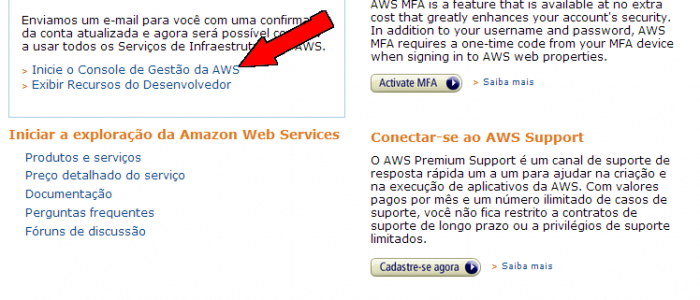 Enviamos um e-mail para você com uma confirma
da conta atualizada e agora será possível co
a usar todos os Serviços de Infraestru AWS.
> Inicie o Console de Gestão da AWS
> Exibir Recursos do Desenvolvedor
Iniciar a exploração da Amazon Web Services
Produtos e serviços
Preço detalhado do serviço
Documentação
Perguntas frequentes
Fóruns de discussão
AWS MFA is a feature that is available at no extra
cost that greatly enhances your account's security.
In addition to your username and password, AWS
MFA requires a one-time code from your MFA device
when signing in to AWS web properties.
Activate MFA > Saiba mais
Conectar-se ao AWS Support
O AWS Premium Support é um canal de suporte de
resposta rápida um a um para ajudar na criação e
na execução de aplicativos da AWS. Com valores
pagos por mês e um número ilimitado de casos de
suporte, você não fica restrito a contratos de
suporte de longo prazo ou a privilégios de suporte
limitados.
Cadastre-se agora > Saiba mais